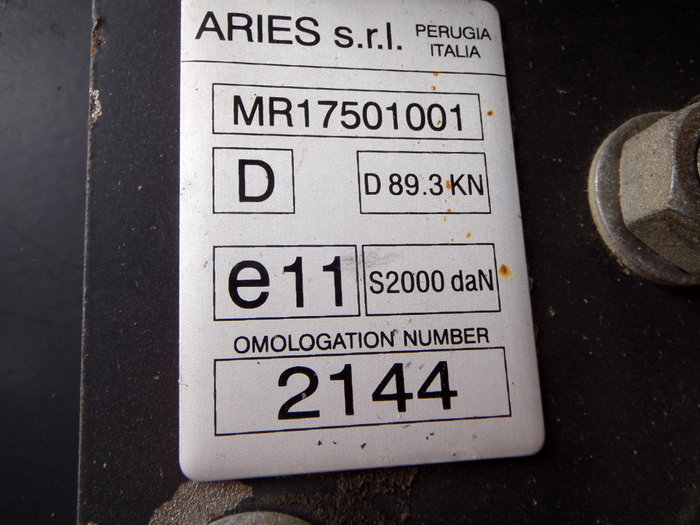 ARIES s.r.l. PERUGIA
ITALIA
MR17501001
D D 89.3 KN
e11 S2000 daN
OMOLOGATION NUMBER
2144